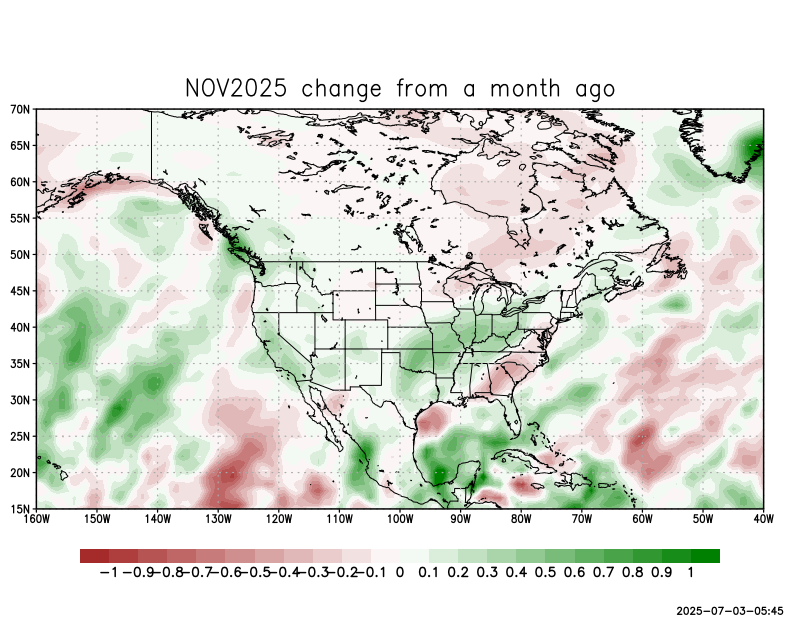 NOV2025 change from a month ago
70N
65N
60N
55N
50N
45N
40N
35N
30N
25N
20N
15N
160W 150W 140W 130W 120W 110W 100W 90W 80W 70W 60W 50W 40W
-1 -0.9 -0.8 -0.7 -0.6 -0.5 -0.4 -0.3 -0.2 -0.1 0 0.1 0.2 0.3 0.4 0.5 0.6 0.7 0.8 0.9 1
2025-07-03-05:45